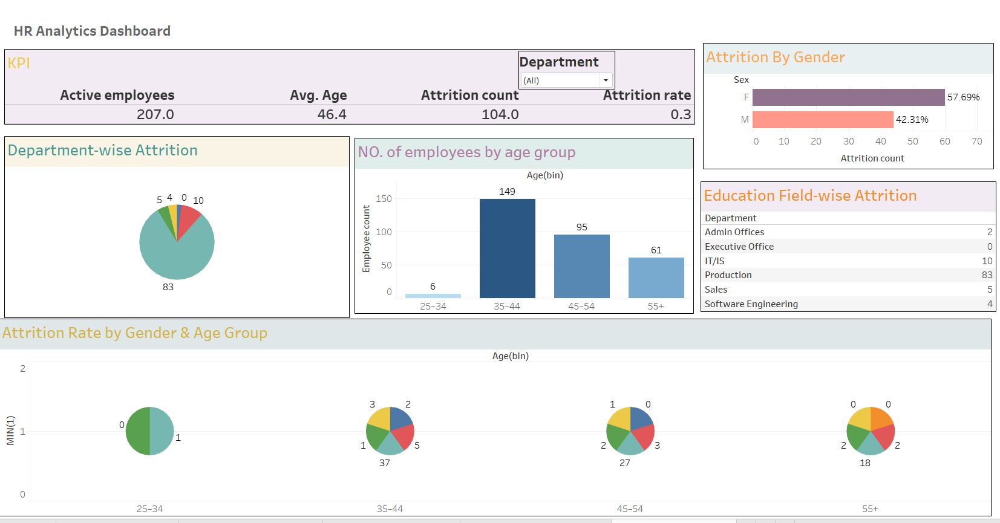 HR Analytics Dashboard
KPI
Department
(All)
Active employees
Avg. Age
Attrition count
Attrition rate
207.0
46.4
104.0
0.3
Attrition By Gender
Sex
F
57.69%
M
42.31%
0 10 20 30 40 50 60 70
Attrition count
Department-wise Attrition
5 4 0 10
83
NO. of employees by age group
Age(bin)
Employee count
150
100
50
0
6
149
95
61
25–34 35–44 45–54 55+
Education Field-wise Attrition
Department
Admin Offices 2
Executive Office 0
IT/IS 10
Production 83
Sales 5
Software Engineering 4
Attrition Rate by Gender & Age Group
Age(bin)
MIN(1)
2
1
0
0
1
3
2
1
5
37
1
0
2
3
27
0
0
2
2
18
25–34 35–44 45–54 55+